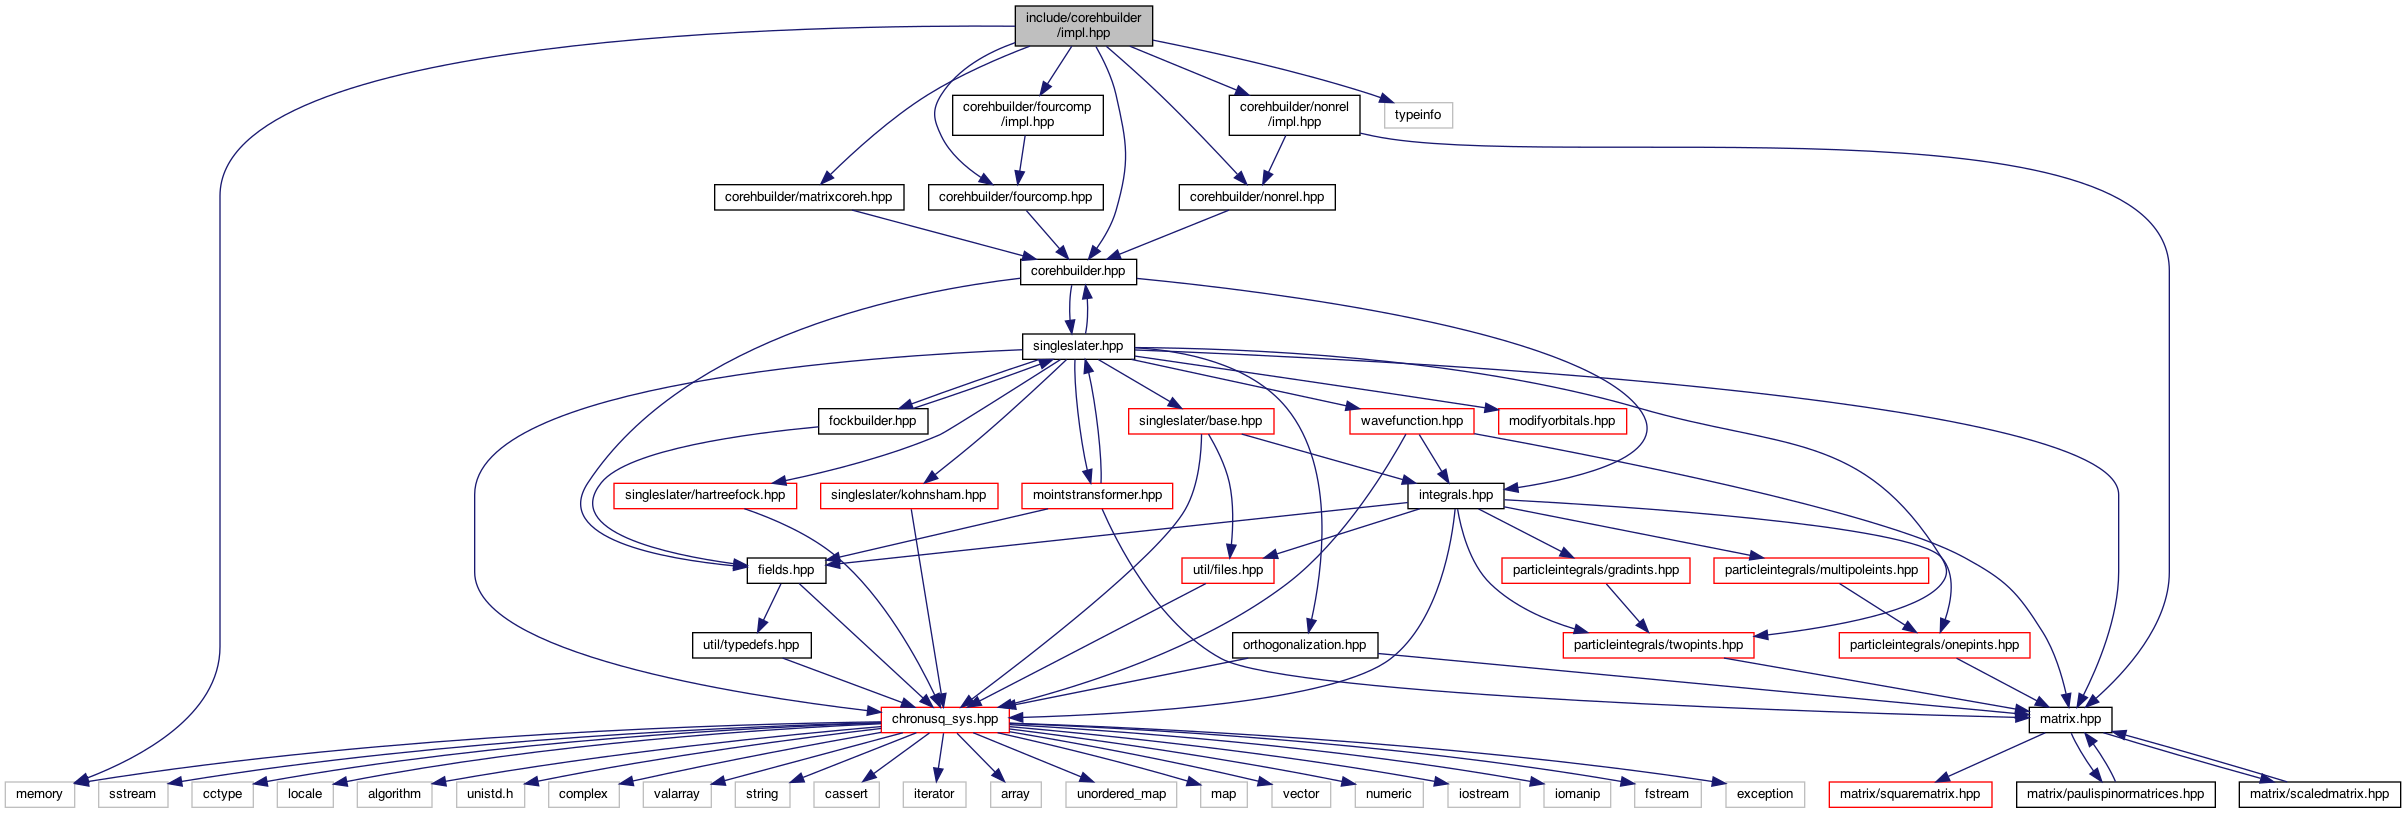 include/corehbuilder
/impl.hpp
corehbuilder/fourcomp
/impl.hpp
corehbuilder/nonrel
/impl.hpp
typeinfo
corehbuilder/matrixcoreh.hpp
corehbuilder/fourcomp.hpp
corehbuilder/nonrel.hpp
corehbuilder.hpp
singleslater.hpp
fockbuilder.hpp
singleslater/base.hpp
wavefunction.hpp
modifyorbitals.hpp
singleslater/hartreefock.hpp
singleslater/kohnsham.hpp
mointstransformer.hpp
integrals.hpp
fields.hpp
util/files.hpp
particleintegrals/gradints.hpp
particleintegrals/multipoleints.hpp
util/typedefs.hpp
orthogonalization.hpp
particleintegrals/twopints.hpp
particleintegrals/onepints.hpp
chronusq_sys.hpp
matrix.hpp
memory
sstream
cctype
locale
algorithm
unistd.h
complex
valarray
string
cassert
iterator
array
unordered_map
map
vector
numeric
iostream
iomanip
fstream
exception
matrix/squarematrix.hpp
matrix/paulispinormatrices.hpp
matrix/scaledmatrix.hpp